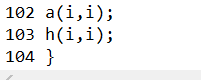 102 a(i,i);
103 h(i,i);
104 }